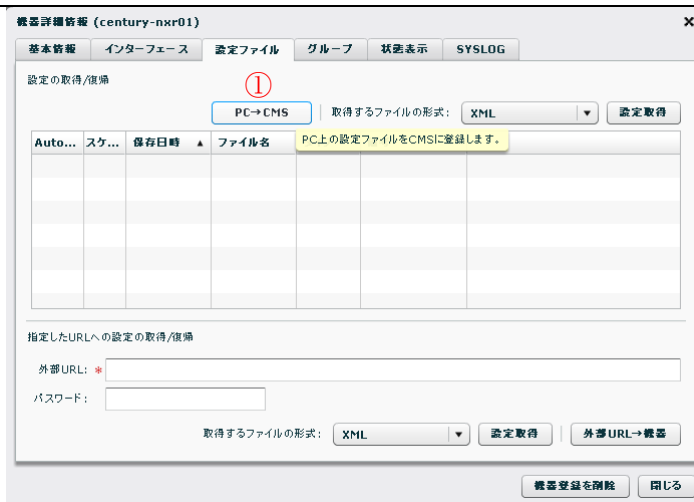 機器詳細情報 (century-nxr01) ×
基本情報 インターフェース 設定ファイル グループ 状態表示 SYSLOG
設定の取得/復帰
①
PC→CMS 取得するファイルの形式: XML ▼ 設定取得
Auto... スケ... 保存日時 ▲ ファイル名
PC上の設定ファイルをCMSに登録します。
指定したURLへの設定の取得/復帰
外部URL: *
パスワード:
取得するファイルの形式: XML ▼ 設定取得 外部URL→機器
機器登録を削除 閉じる